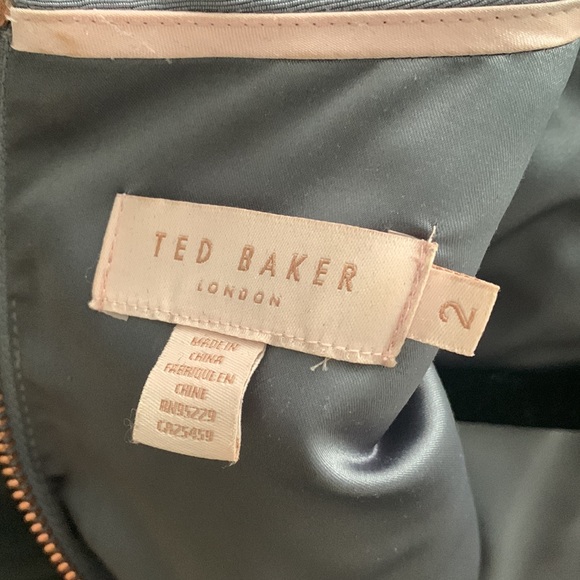 TED BAKER
LONDON
2
MADE IN
CHINA
FABRIQUE EN
CHINE
RN95229
CA25459